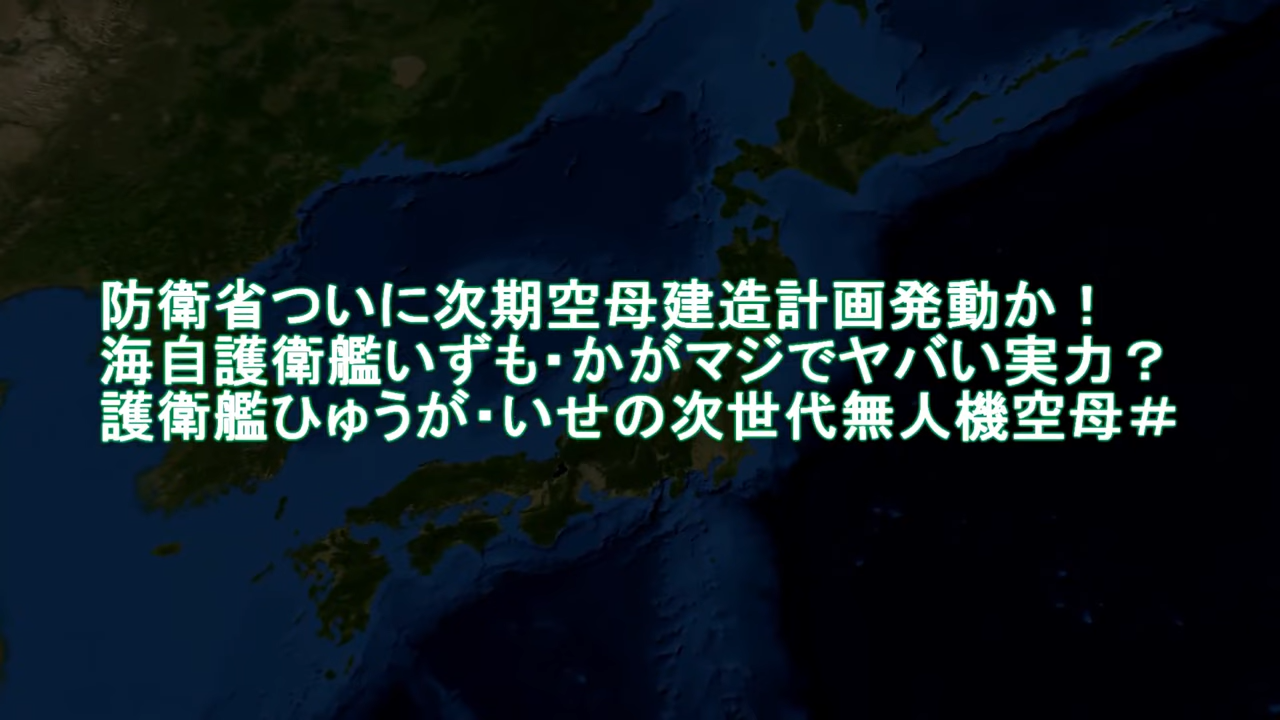 防衛省ついに次期空母建造計画発動か！
海自護衛艦いずも・かがマジでヤバい実力？
護衛艦ひゅうが・いせの次世代無人機空母＃